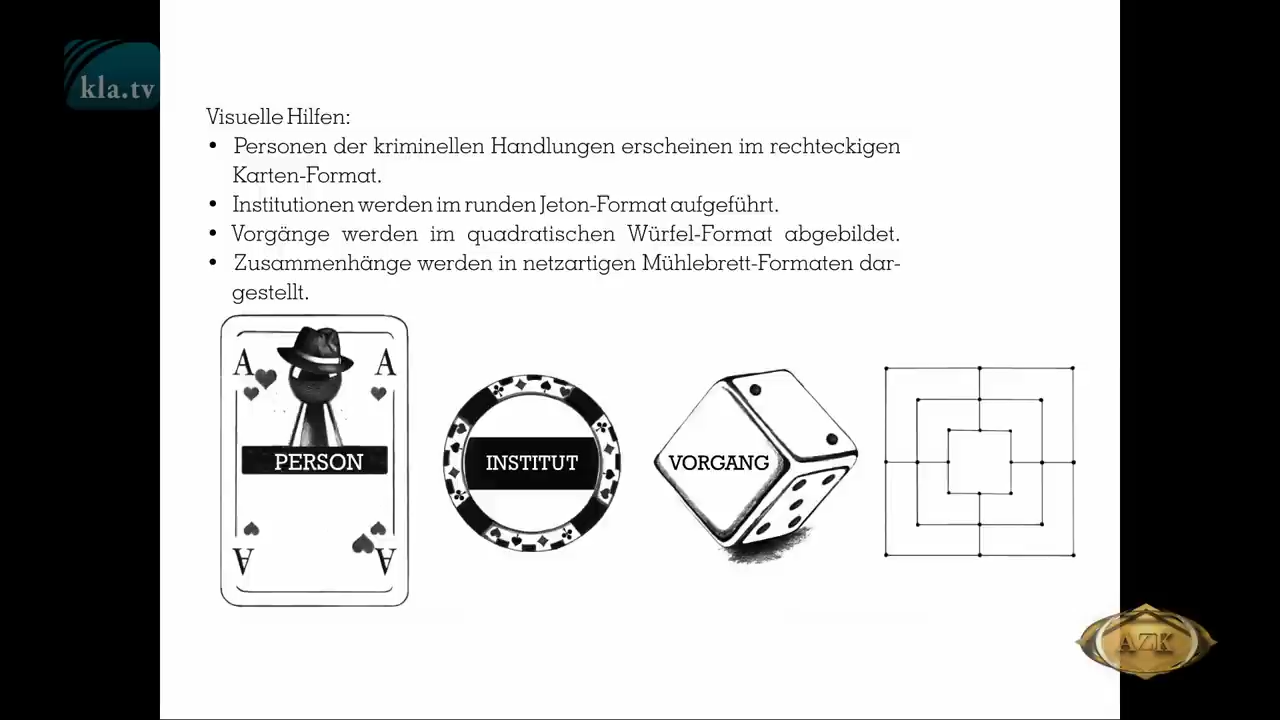 kla.tv
Visuelle Hilfen:
• Personen der kriminellen Handlungen erscheinen im rechteckigen
Karten-Format.
• Institutionen werden im runden Jeton-Format aufgeführt.
• Vorgänge werden im quadratischen Würfel-Format abgebildet.
• Zusammenhänge werden in netzartigen Mühlebrett-Formaten dar-
gestellt.
A A
PERSON
INSTITUT
VORGANG
A A
AZK